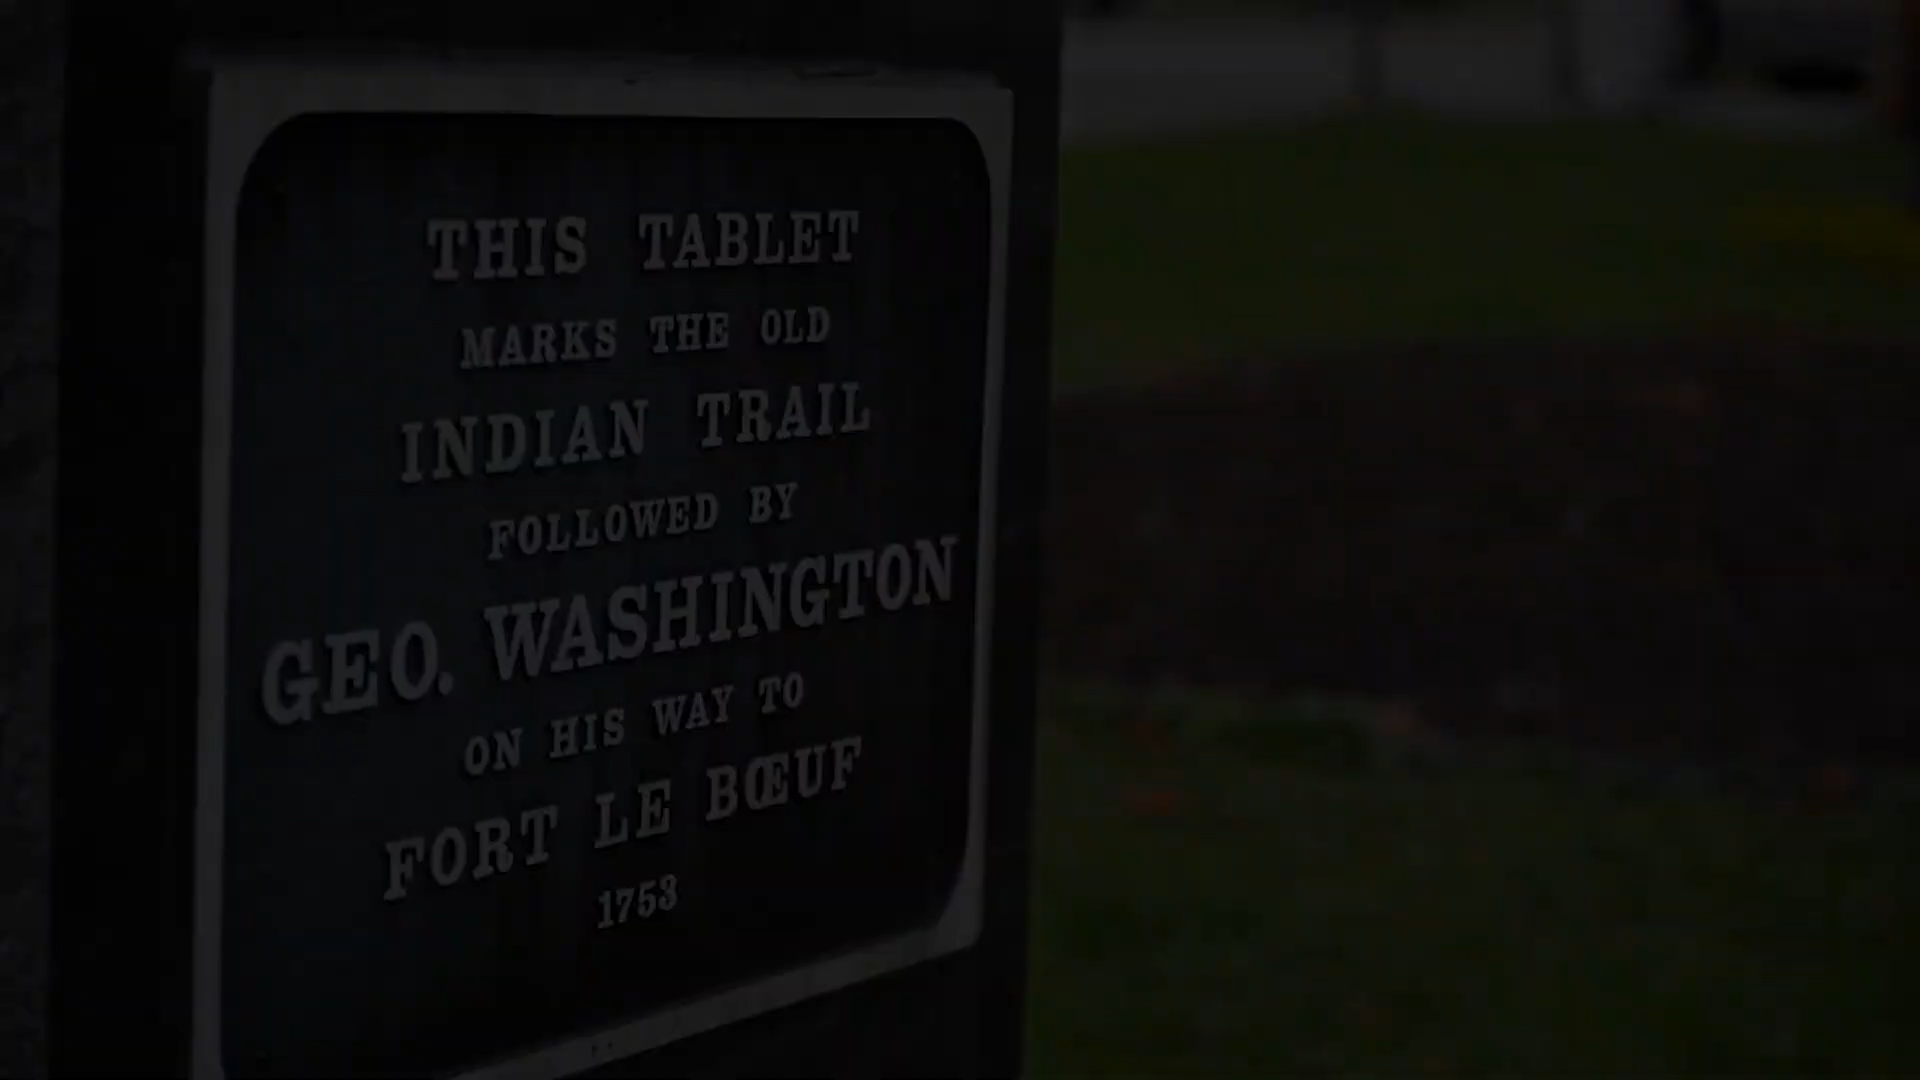 THIS TABLET
MARKS THE OLD
INDIAN TRAIL
FOLLOWED BY
GEO. WASHINGTON
ON HIS WAY TO
FORT LE BŒUF
1753